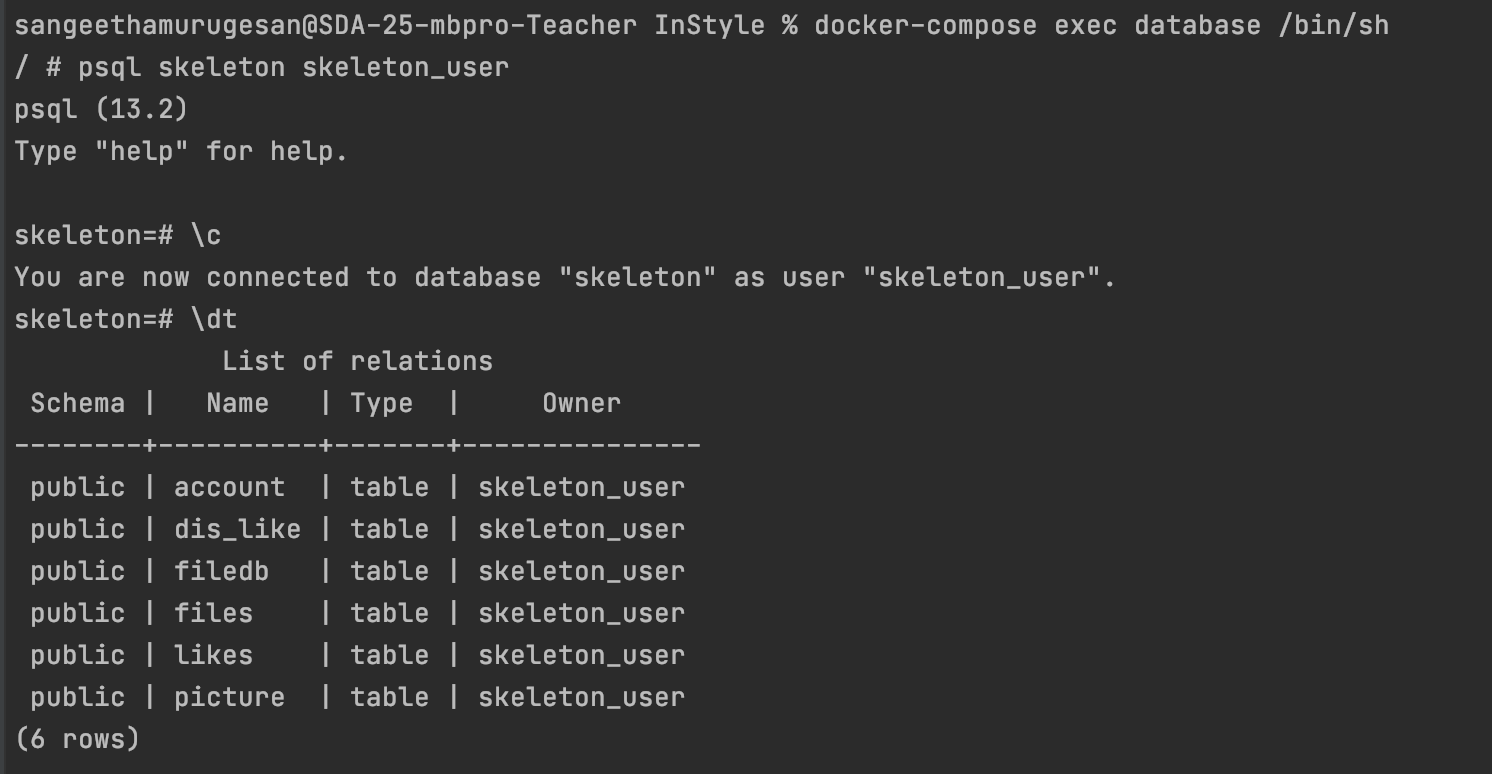 sangeethamurugesan@SDA-25-mbpro-Teacher InStyle % docker-compose exec database /bin/sh
/ # psql skeleton skeleton_user
psql (13.2)
Type "help" for help.

skeleton=# \c
You are now connected to database "skeleton" as user "skeleton_user".
skeleton=# \dt
             List of relations
 Schema |   Name   | Type  |     Owner
--------+----------+-------+---------------
 public | account  | table | skeleton_user
 public | dis_like | table | skeleton_user
 public | filedb   | table | skeleton_user
 public | files    | table | skeleton_user
 public | likes    | table | skeleton_user
 public | picture  | table | skeleton_user
(6 rows)